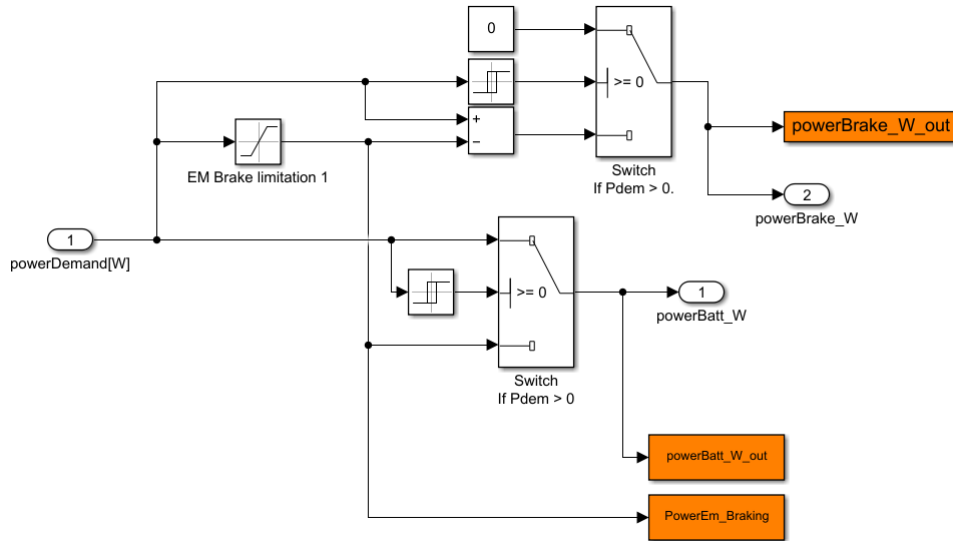 0
>= 0
+
−
powerBrake_W_out
EM Brake limitation 1
Switch
If Pdem > 0.
2
powerBrake_W
1
powerDemand[W]
>= 0
1
powerBatt_W
Switch
If Pdem > 0
powerBatt_W_out
PowerEm_Braking